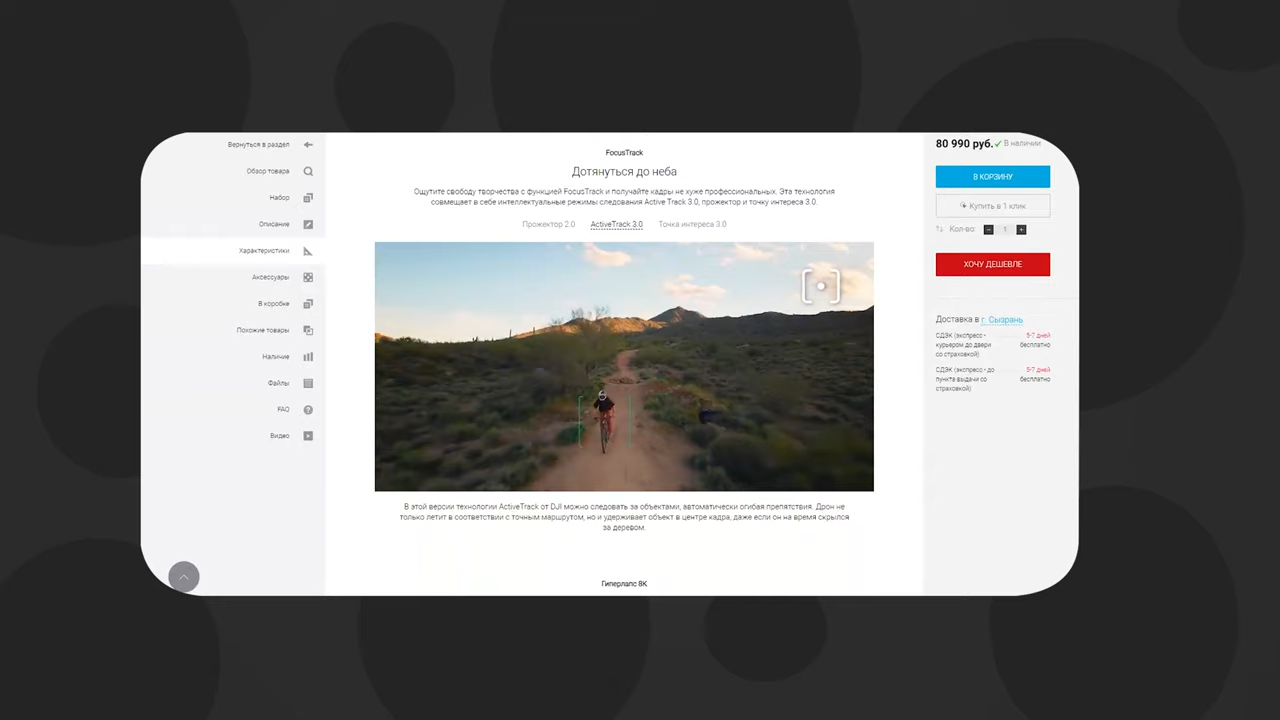 Вернуться в раздел
Обзор товара
Набор
Описание
Характеристики
Аксессуары
В коробке
Похожие товары
Наличие
Файлы
FAQ
Видео
FocusTrack
Дотянуться до неба
Ощутите свободу творчества с функцией FocusTrack и получайте кадры не хуже профессиональных. Эта технология
совмещает в себе интеллектуальные режимы следования Active Track 3.0, прожектор и точку интереса 3.0.
Прожектор 2.0 ActiveTrack 3.0 Точка интереса 3.0
В этой версии технологии ActiveTrack от DJI можно следовать за объектами, автоматически огибая препятствия. Дрон не
только летит в соответствии с точным маршрутом, но и удерживает объект в центре кадра, даже если он на время скрылся
за деревом.
Гиперлапс 8K
80 990 руб. В наличии
В КОРЗИНУ
Купить в 1 клик
Кол-во: 1
ХОЧУ ДЕШЕВЛЕ
Доставка в г. Сызрань
СДЭК (экспресс - 5-7 дней
курьером до двери бесплатно
со страховкой)
СДЭК (экспресс - до 5-7 дней
пункта выдачи со бесплатно
страховкой)